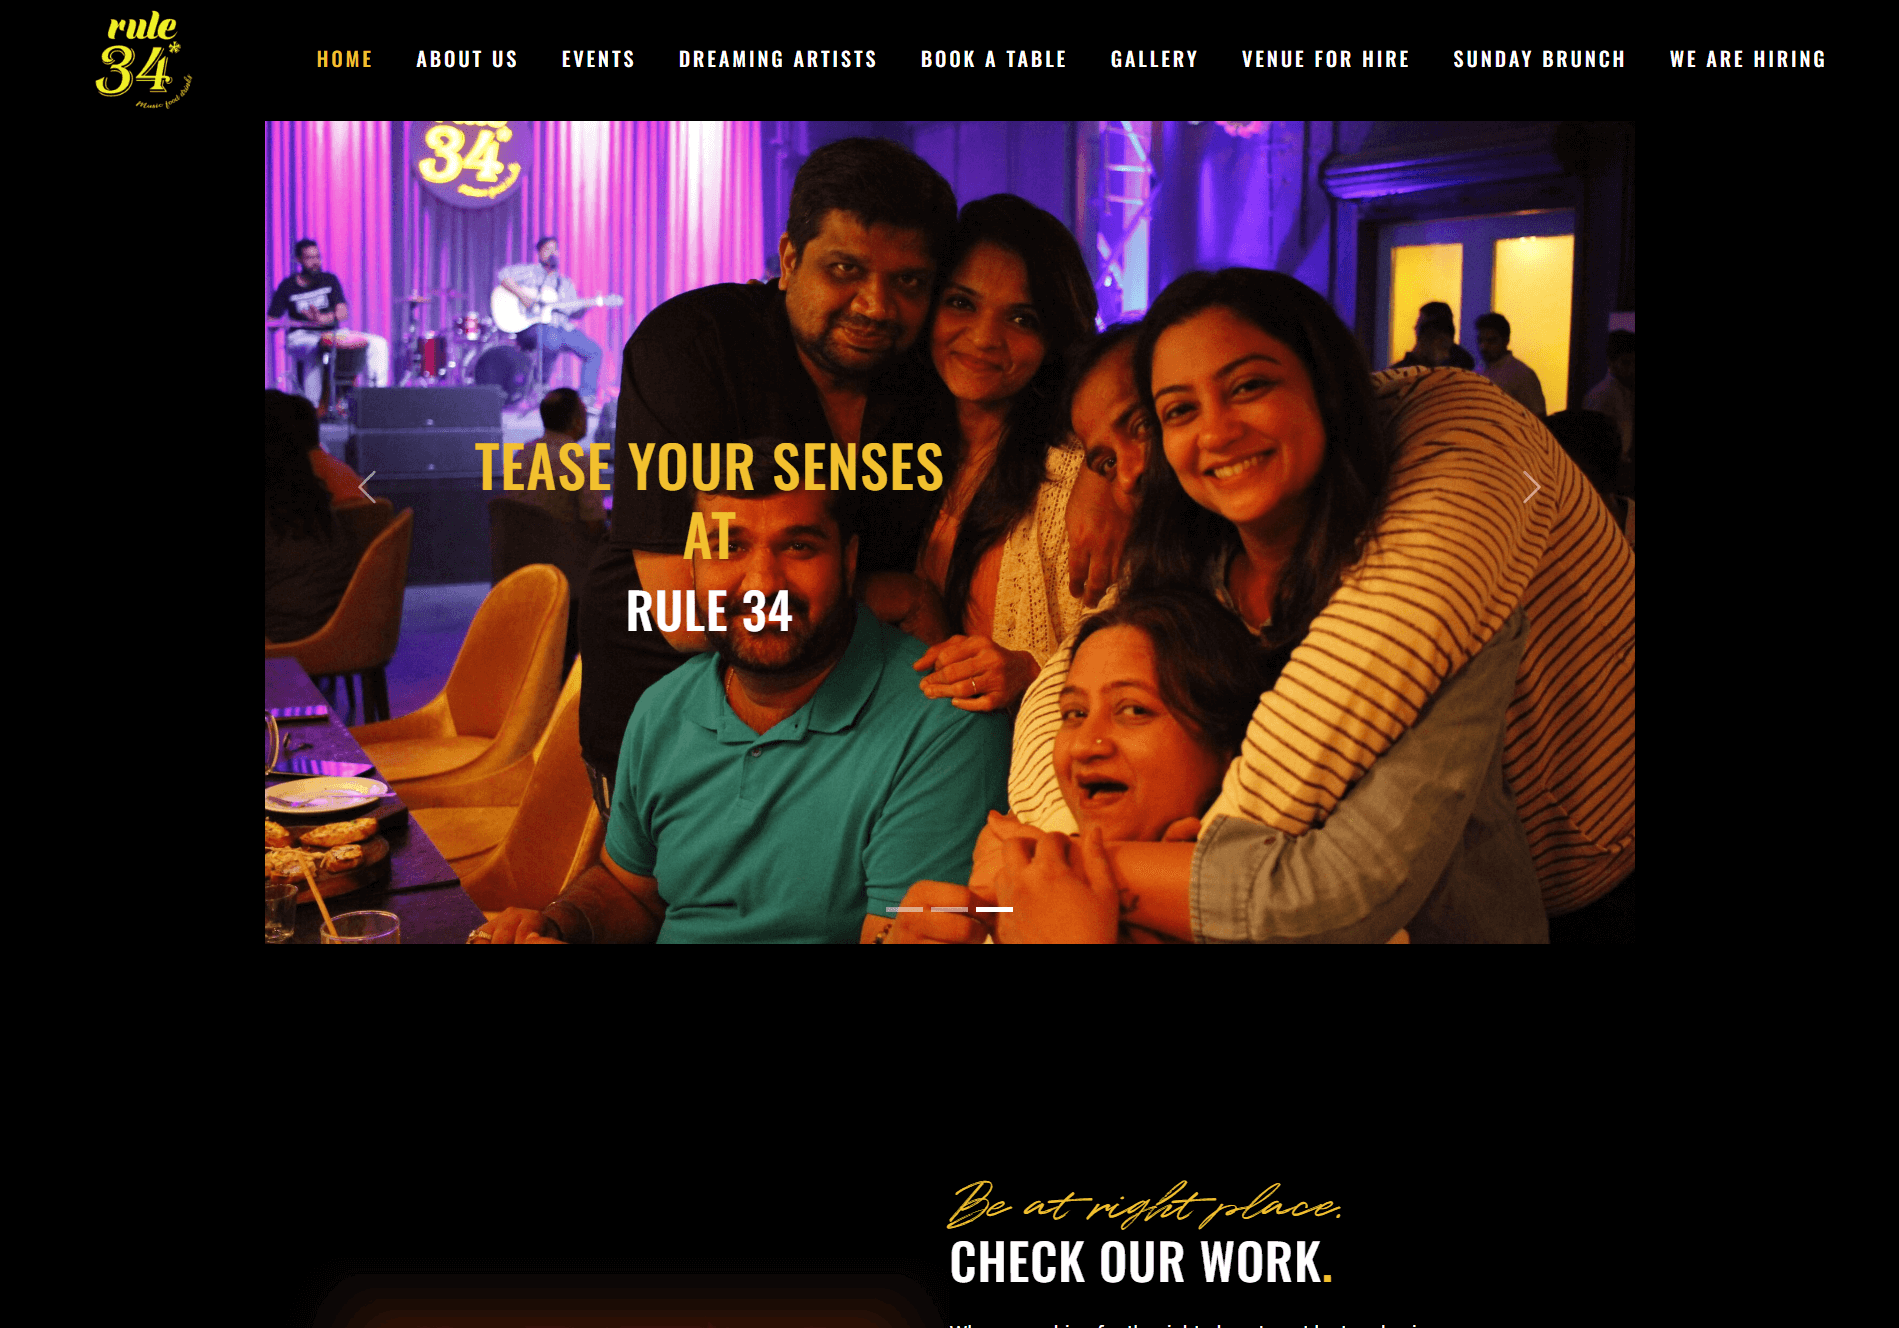 rule
34*
Music food drinks
HOME
ABOUT US
EVENTS
DREAMING ARTISTS
BOOK A TABLE
GALLERY
VENUE FOR HIRE
SUNDAY BRUNCH
WE ARE HIRING
34*
TEASE YOUR SENSES
AT
RULE 34
Be at right place.
CHECK OUR WORK.